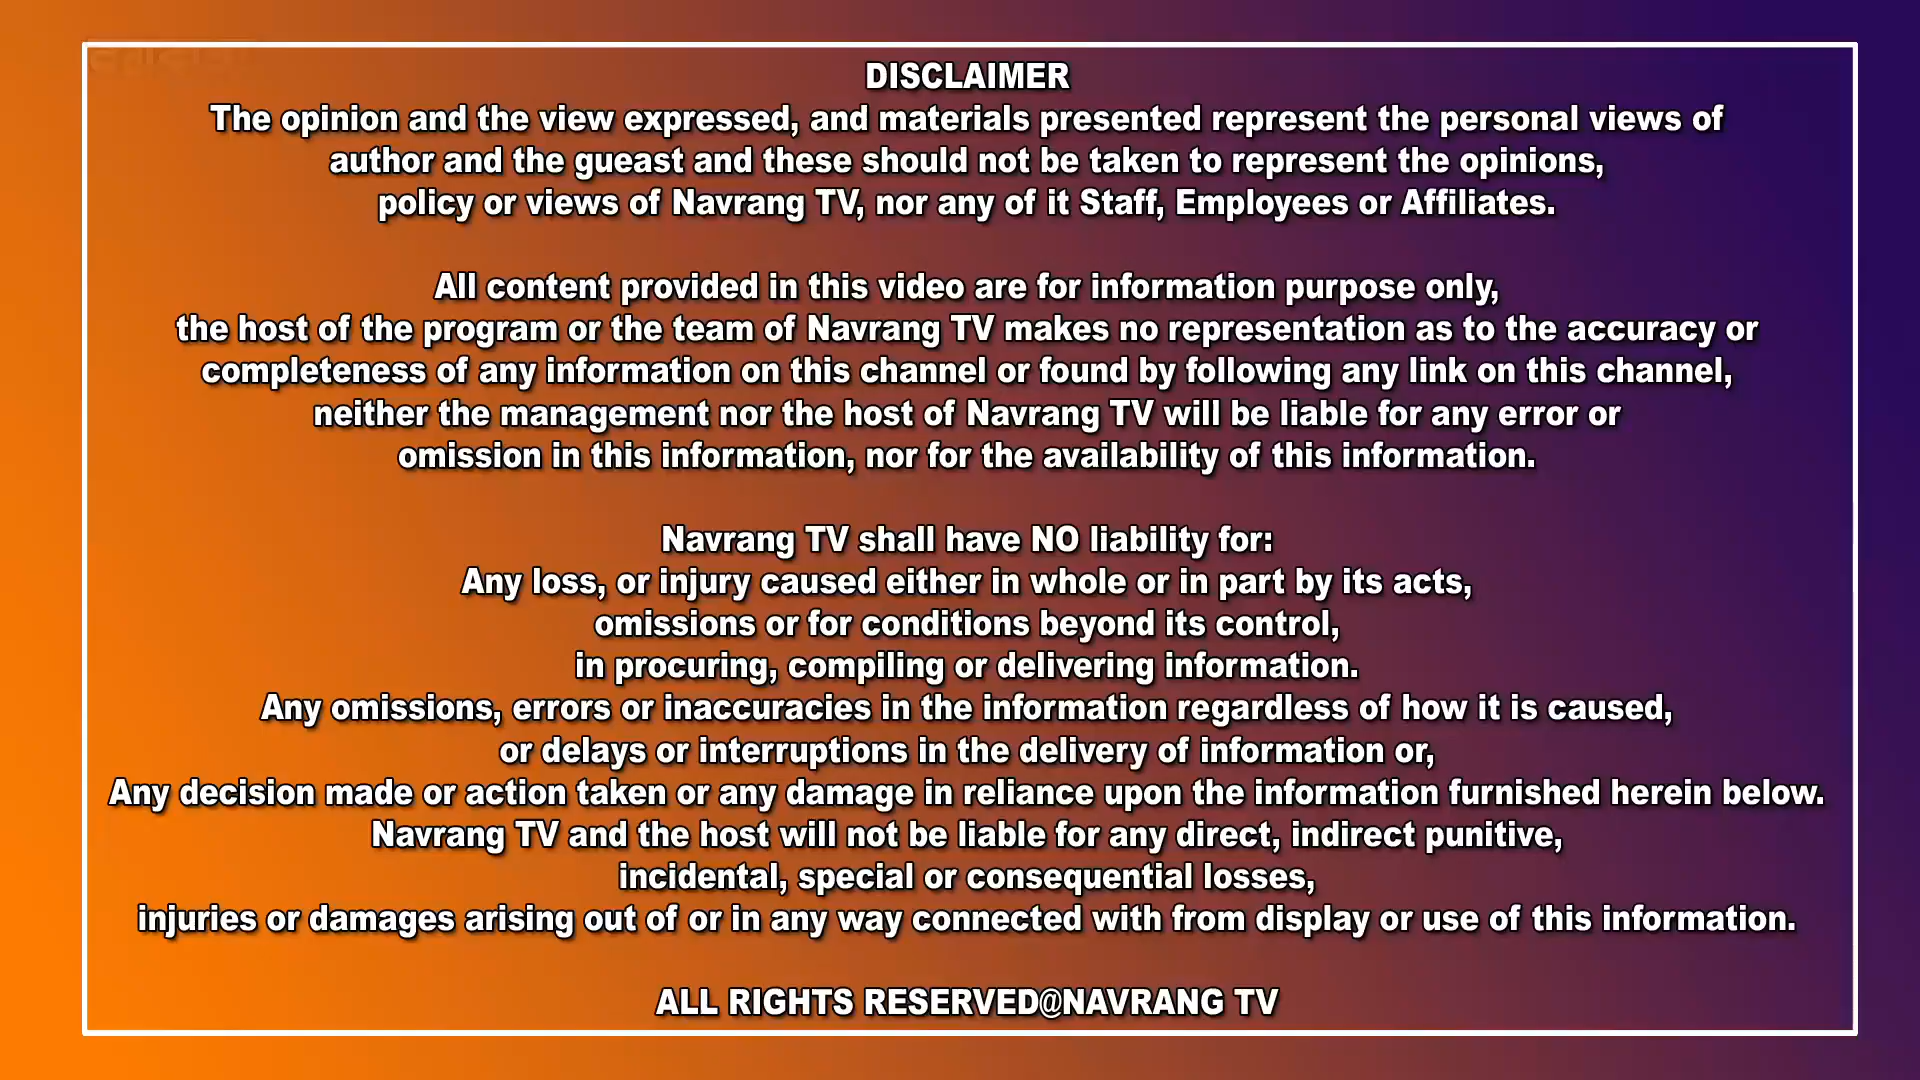 DISCLAIMER
The opinion and the view expressed, and materials presented represent the personal views of
author and the gueast and these should not be taken to represent the opinions,
policy or views of Navrang TV, nor any of it Staff, Employees or Affiliates.
All content provided in this video are for information purpose only,
the host of the program or the team of Navrang TV makes no representation as to the accuracy or
completeness of any information on this channel or found by following any link on this channel,
neither the management nor the host of Navrang TV will be liable for any error or
omission in this information, nor for the availability of this information.
Navrang TV shall have NO liability for:
Any loss, or injury caused either in whole or in part by its acts,
omissions or for conditions beyond its control,
in procuring, compiling or delivering information.
Any omissions, errors or inaccuracies in the information regardless of how it is caused,
or delays or interruptions in the delivery of information or,
Any decision made or action taken or any damage in reliance upon the information furnished herein below.
Navrang TV and the host will not be liable for any direct, indirect punitive,
incidental, special or consequential losses,
injuries or damages arising out of or in any way connected with from display or use of this information.
ALL RIGHTS RESERVED@NAVRANG TV